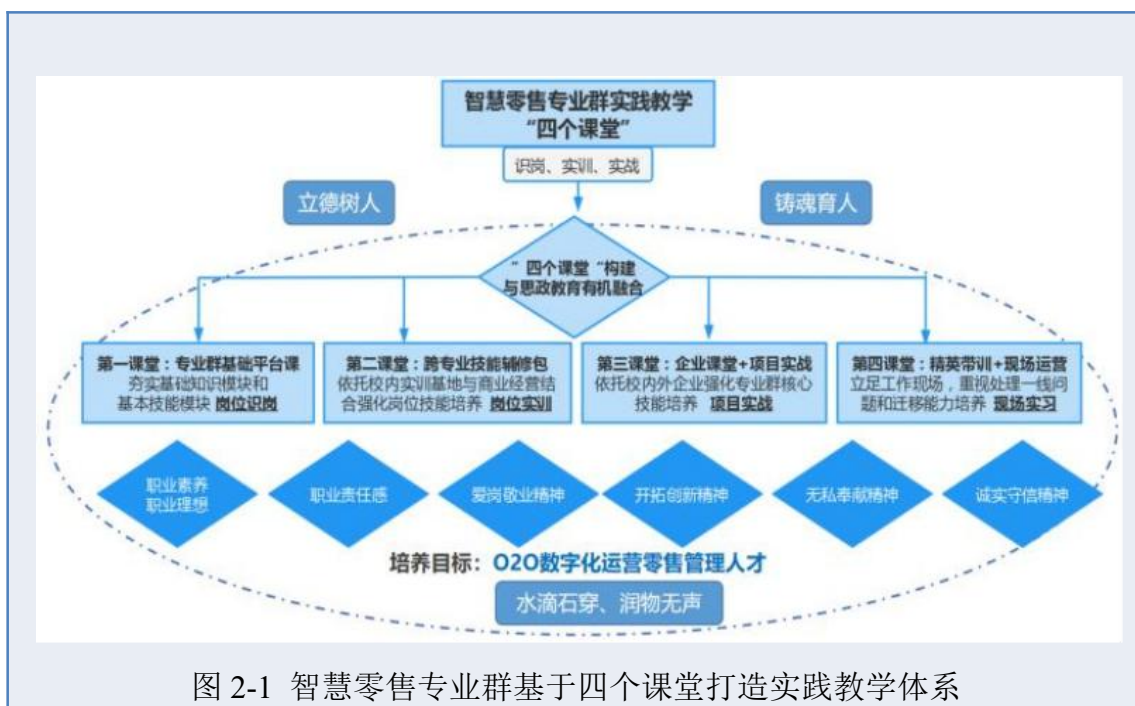 智慧零售专业群实践教学
“四个课堂”
识岗、实训、实战
立德树人
铸魂育人
“四个课堂“构建
与思政教育有机融合
第一课堂：专业群基础平台课
夯实基础知识模块和
基本技能模块 岗位识岗
第二课堂：跨专业技能辅修包
依托校内实训基地与商业经营结
合强化岗位技能培养 岗位实训
第三课堂：企业课堂+项目实战
依托校内外企业强化专业群核心
技能培养 项目实战
第四课堂：精英带训+现场运营
立足工作现场，重视处理一线问
题和迁移能力培养 现场实习
职业素养
职业理想
职业责任感
爱岗敬业精神
开拓创新精神
无私奉献精神
诚实守信精神
培养目标：O2O数字化运营零售管理人才
水滴石穿、润物无声
图 2-1 智慧零售专业群基于四个课堂打造实践教学体系